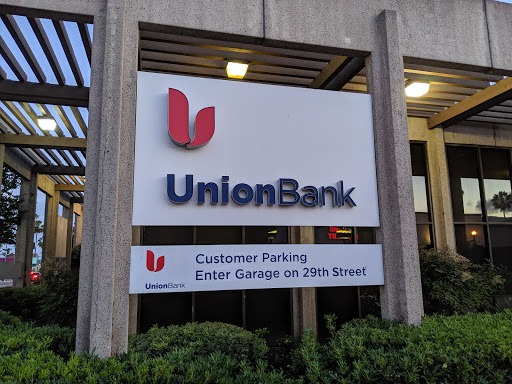 UnionBank
Customer Parking
Enter Garage on 29th Street
UnionBank